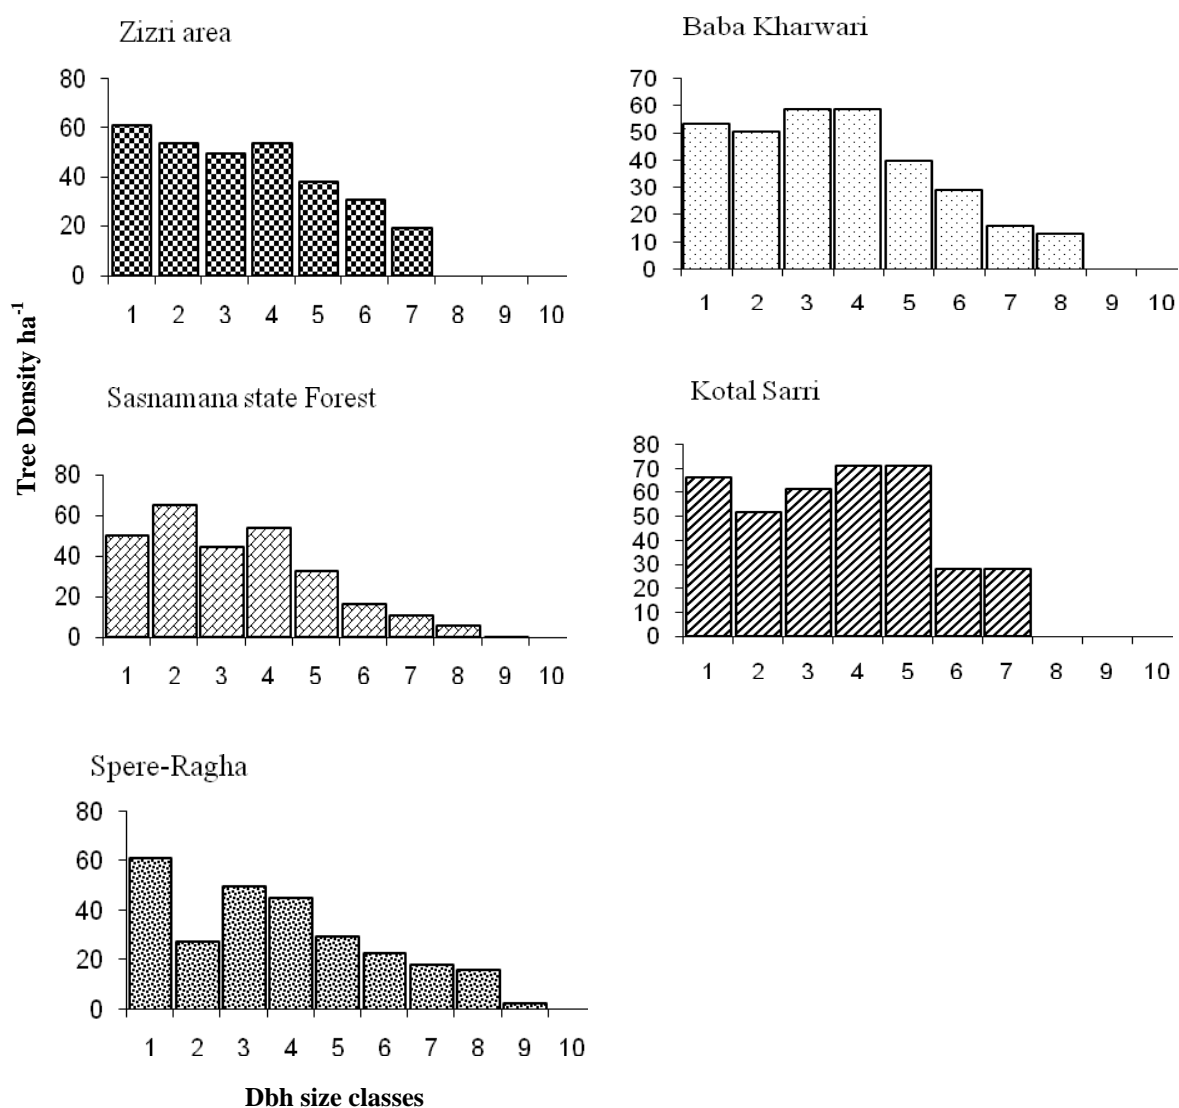 Zizri area
80
60
40
20
0
1 2 3 4 5 6 7 8 9 10
Baba Kharwari
70
60
50
40
30
20
10
0
1 2 3 4 5 6 7 8 9 10
Tree Density ha-1
Sasnamana state Forest
80
60
40
20
0
1 2 3 4 5 6 7 8 9 10
Kotal Sarri
80
70
60
50
40
30
20
10
0
1 2 3 4 5 6 7 8 9 10
Spere-Ragha
80
60
40
20
0
1 2 3 4 5 6 7 8 9 10
Dbh size classes